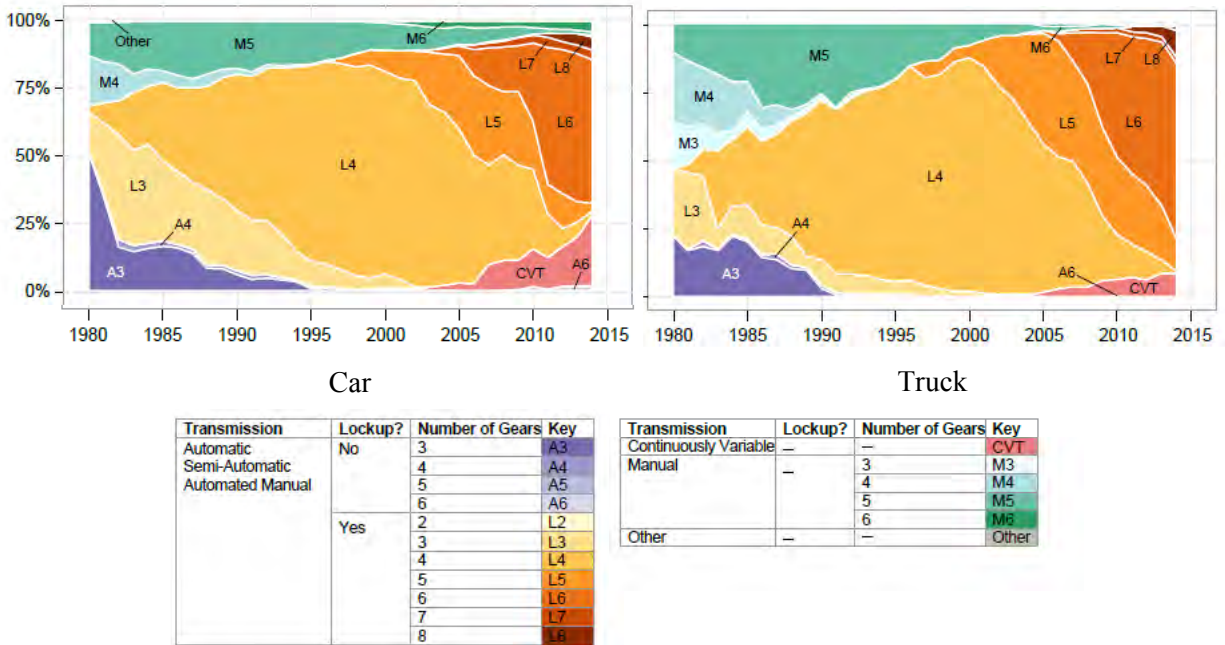 100%
75%
50%
25%
0%
Other
M5
M6
M4
L7
L8
L5
L6
L4
L3
A4
A3
CVT
A6
1980 1985 1990 1995 2000 2005 2010 2015
Car
M5
M6
L7
L8
M4
M3
L5
L6
L4
L3
A4
A3
A6
CVT
1980 1985 1990 1995 2000 2005 2010 2015
Truck
Transmission Lockup? Number of Gears Key
Automatic No 3 A3
Semi-Automatic 4 A4
Automated Manual 5 A5
6 A6
Yes 2 L2
3 L3
4 L4
5 L5
6 L6
7 L7
8 L8
Transmission Lockup? Number of Gears Key
Continuously Variable – – CVT
Manual – 3 M3
4 M4
5 M5
6 M6
Other – – Other